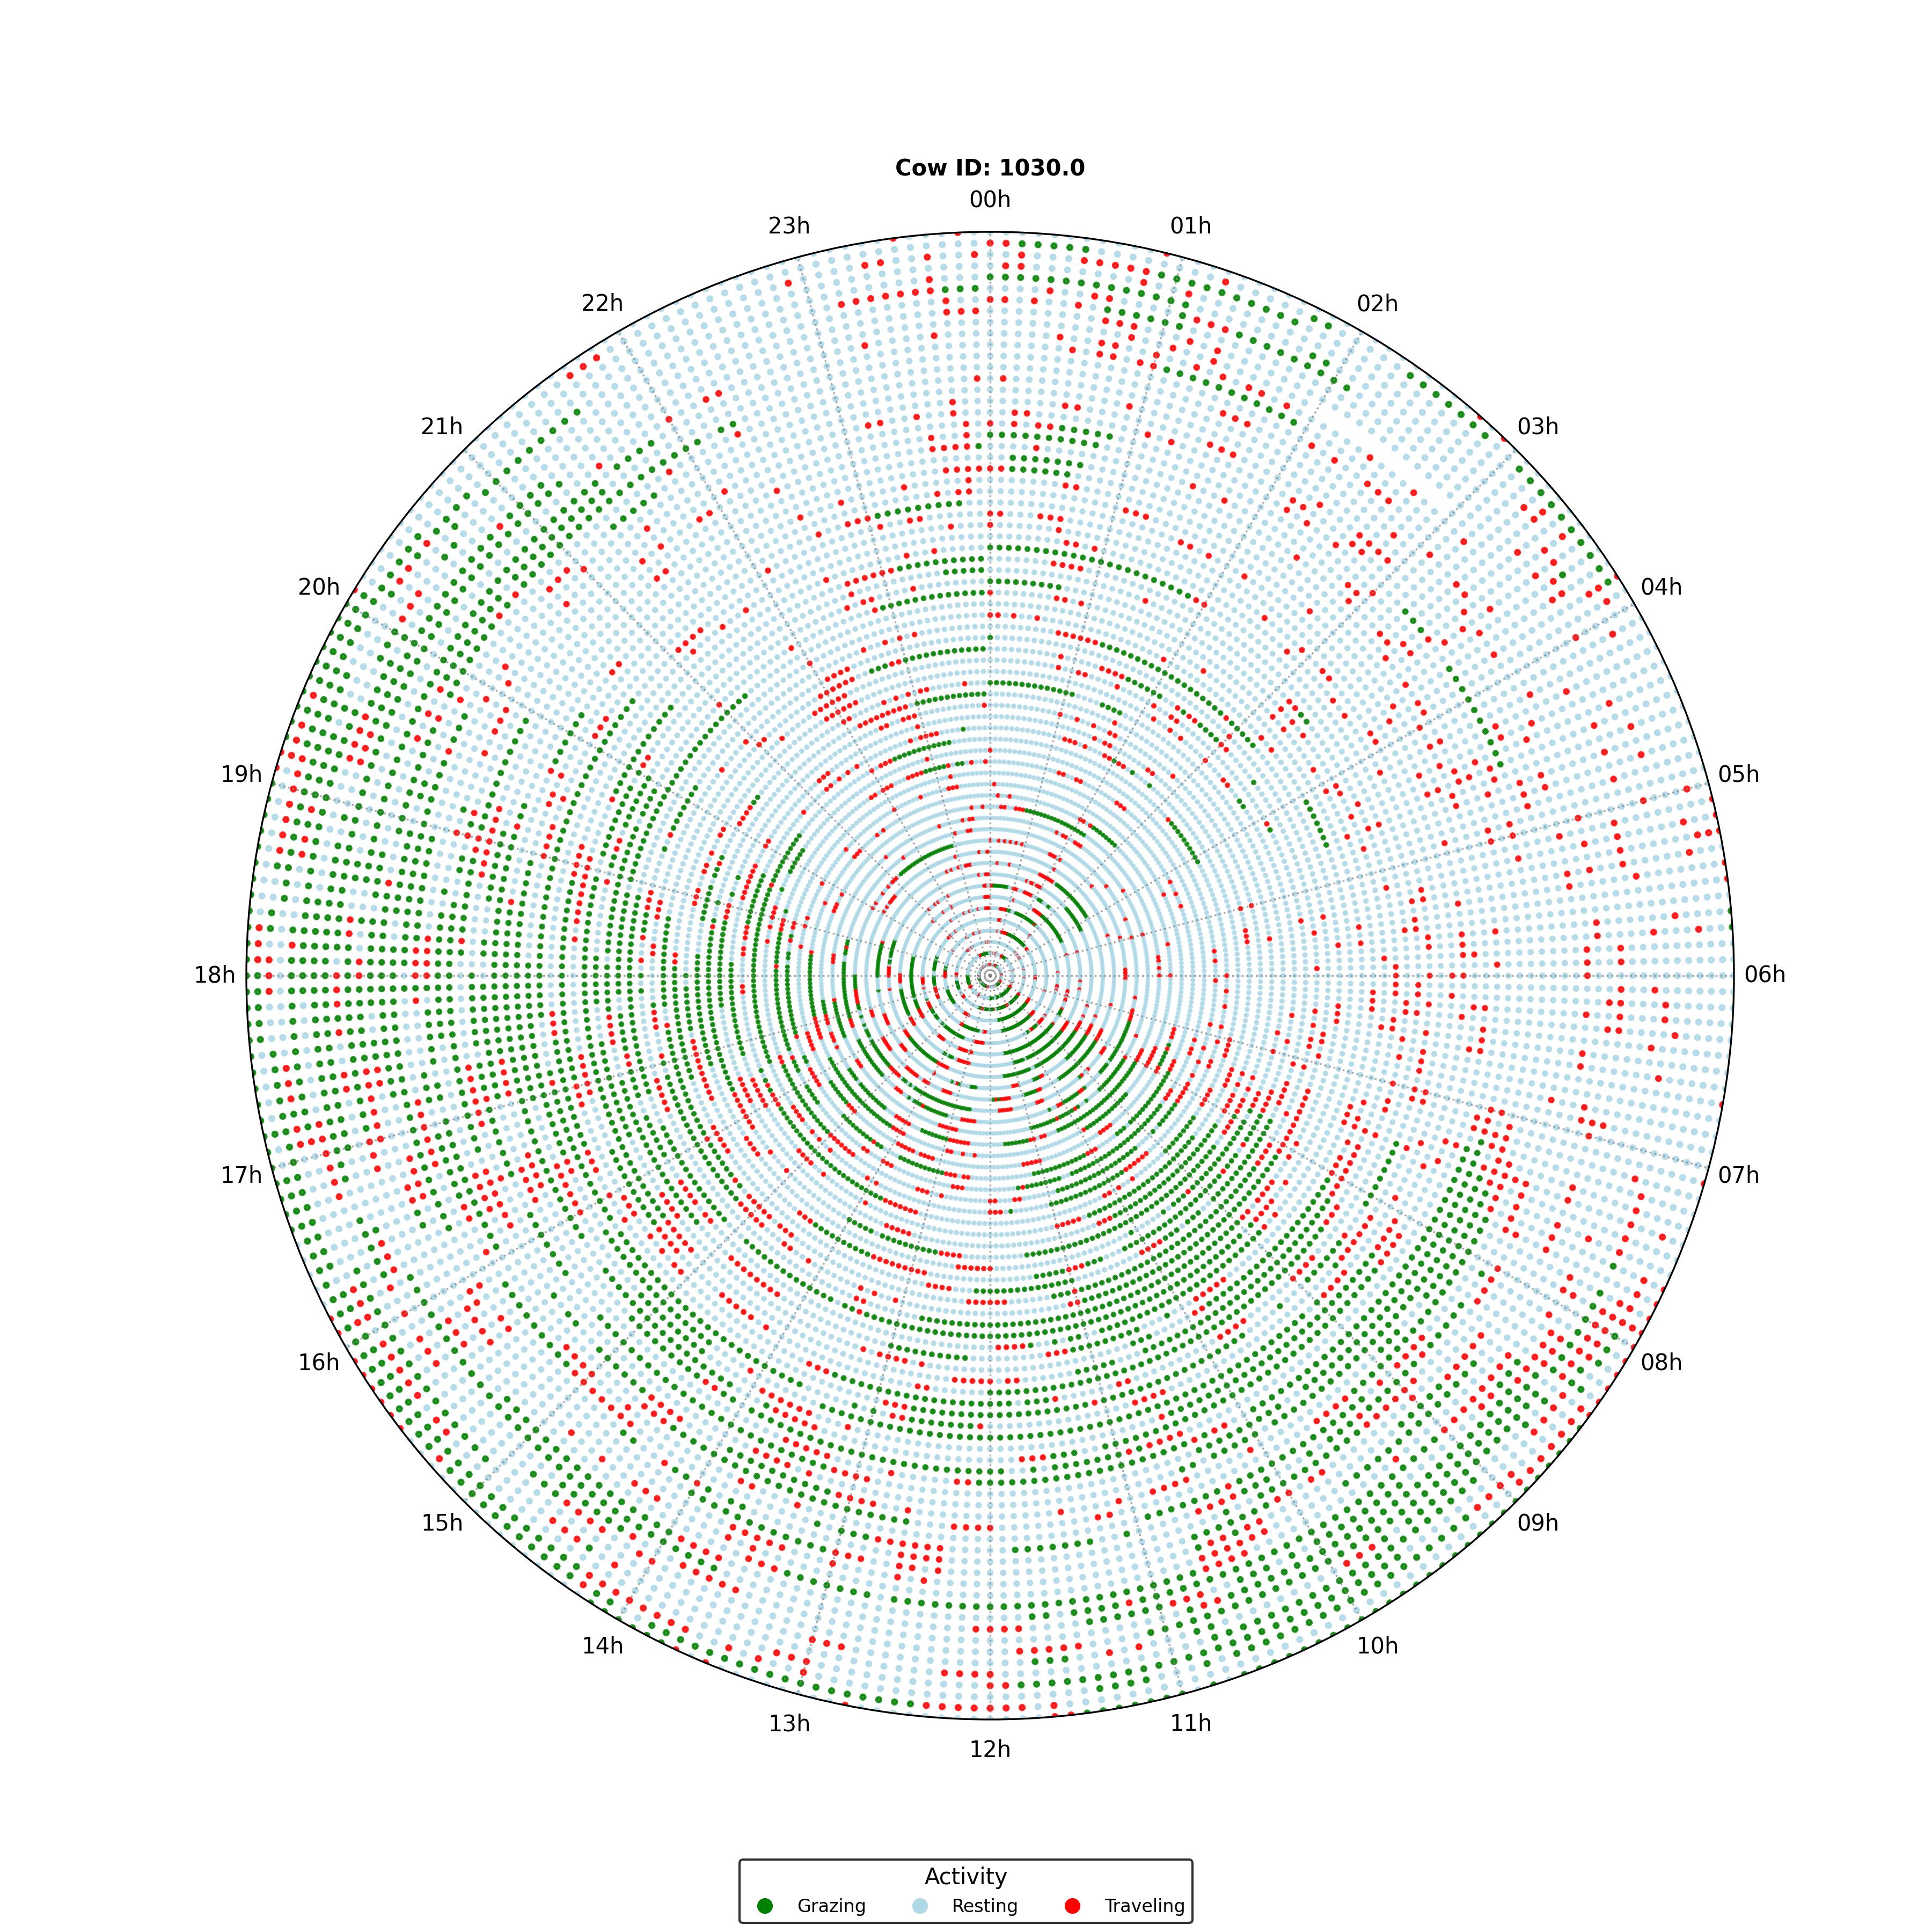 Cow ID: 1030.0
00h
23h
01h
22h
02h
21h
03h
20h
04h
19h
05h
18h
06h
17h
07h
16h
08h
15h
09h
14h
10h
13h
11h
12h
Activity
Grazing Resting Traveling